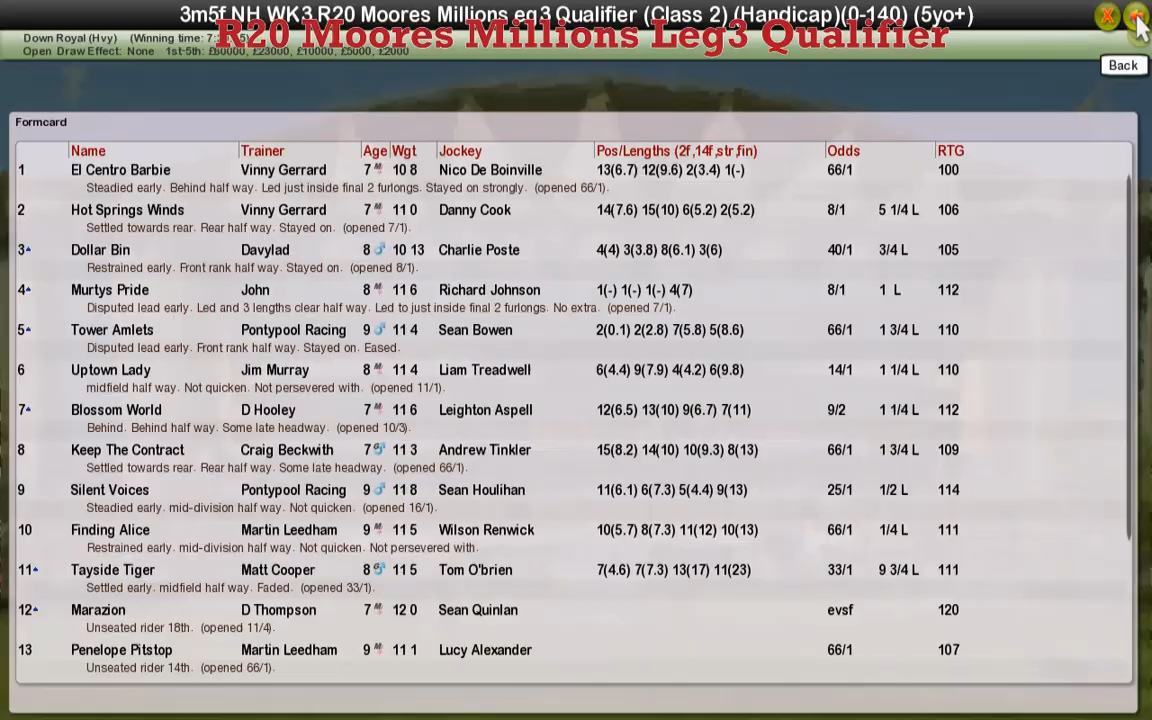 3m5f NH WK3 R20 Moores Millions eg3 Qualifier (Class 2) (Handicap)(0-140) (5yo+)
R20 Moores Millions Leg3 Qualifier
Down Royal (Hvy) (Winning time:
Open Draw Effect: None 1st-5th: £60000, £23000, £10000, £5000, £2000
Back
Formcard
Name Trainer Age Wgt Jockey Pos/Lengths (2f,14f,str,fin) Odds RTG
1 El Centro Barbie Vinny Gerrard 7 10 8 Nico De Boinville 13(6.7) 12(9.6) 2(3.4) 1(-) 66/1 100
Steadied early. Behind half way. Led just inside final 2 furlongs. Stayed on strongly. (opened 66/1).
2 Hot Springs Winds Vinny Gerrard 7 11 0 Danny Cook 14(7.6) 15(10) 6(5.2) 2(5.2) 8/1 5 1/4 L 106
Settled towards rear. Rear half way. Stayed on. (opened 7/1).
3 Dollar Bin Davylad 8 10 13 Charlie Poste 4(4) 3(3.8) 8(6.1) 3(6) 40/1 3/4 L 105
Restrained early. Front rank half way. Stayed on. (opened 8/1).
4 Murtys Pride John 8 11 6 Richard Johnson 1(-) 1(-) 1(-) 4(7) 8/1 1 L 112
Disputed lead early. Led and 3 lengths clear half way. Led to just inside final 2 furlongs. No extra. (opened 7/1).
5 Tower Amlets Pontypool Racing 9 11 4 Sean Bowen 2(0.1) 2(2.8) 7(5.8) 5(8.6) 66/1 1 3/4 L 110
Disputed lead early. Front rank half way. Stayed on. Eased.
6 Uptown Lady Jim Murray 8 11 4 Liam Treadwell 6(4.4) 9(7.9) 4(4.2) 6(9.8) 14/1 1 1/4 L 110
midfield half way. Not quicken. Not persevered with. (opened 11/1).
7 Blossom World D Hooley 7 11 6 Leighton Aspell 12(6.5) 13(10) 9(6.7) 7(11) 9/2 1 1/4 L 112
Behind. Behind half way. Some late headway. (opened 10/3).
8 Keep The Contract Craig Beckwith 7 11 3 Andrew Tinkler 15(8.2) 14(10) 10(9.3) 8(13) 66/1 1 3/4 L 109
Settled towards rear. Rear half way. Some late headway. (opened 66/1).
9 Silent Voices Pontypool Racing 9 11 8 Sean Houlihan 11(6.1) 6(7.3) 5(4.4) 9(13) 25/1 1/2 L 114
Steadied early. mid-division half way. Not quicken. (opened 16/1).
10 Finding Alice Martin Leedham 9 11 5 Wilson Renwick 10(5.7) 8(7.3) 11(12) 10(13) 66/1 1/4 L 111
Restrained early. mid-division half way. Not quicken. Not persevered with.
11 Tayside Tiger Matt Cooper 8 11 5 Tom O'brien 7(4.6) 7(7.3) 13(17) 11(23) 33/1 9 3/4 L 111
Settled early. midfield half way. Faded. (opened 33/1).
12 Marazion D Thompson 7 12 0 Sean Quinlan evsf 120
Unseated rider 18th. (opened 11/4).
13 Penelope Pitstop Martin Leedham 9 11 1 Lucy Alexander 66/1 107
Unseated rider 14th. (opened 66/1).